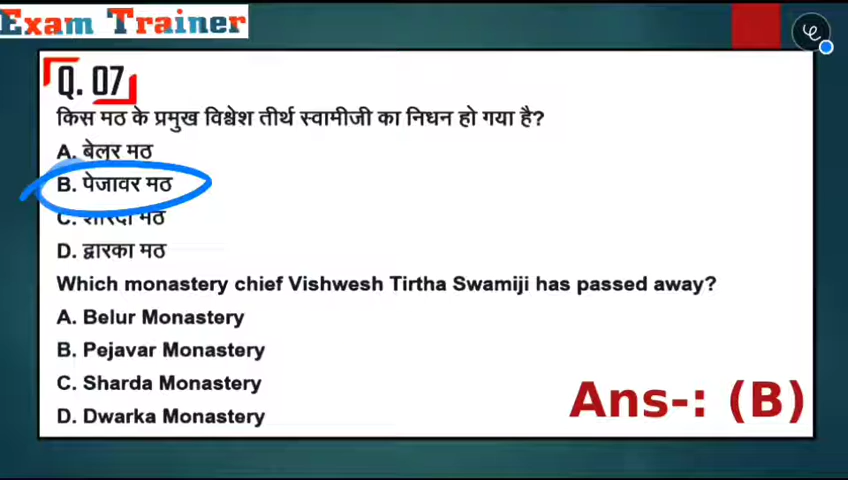 Exam Trainer
Q. 07
किस मठ के प्रमुख विश्वेश तीर्थ स्वामीजी का निधन हो गया है?
A. बेलूर मठ
B. पेजावर मठ
C. शारदा मठ
D. द्वारका मठ
Which monastery chief Vishwesh Tirtha Swamiji has passed away?
A. Belur Monastery
B. Pejavar Monastery
C. Sharda Monastery
D. Dwarka Monastery
Ans-: (B)